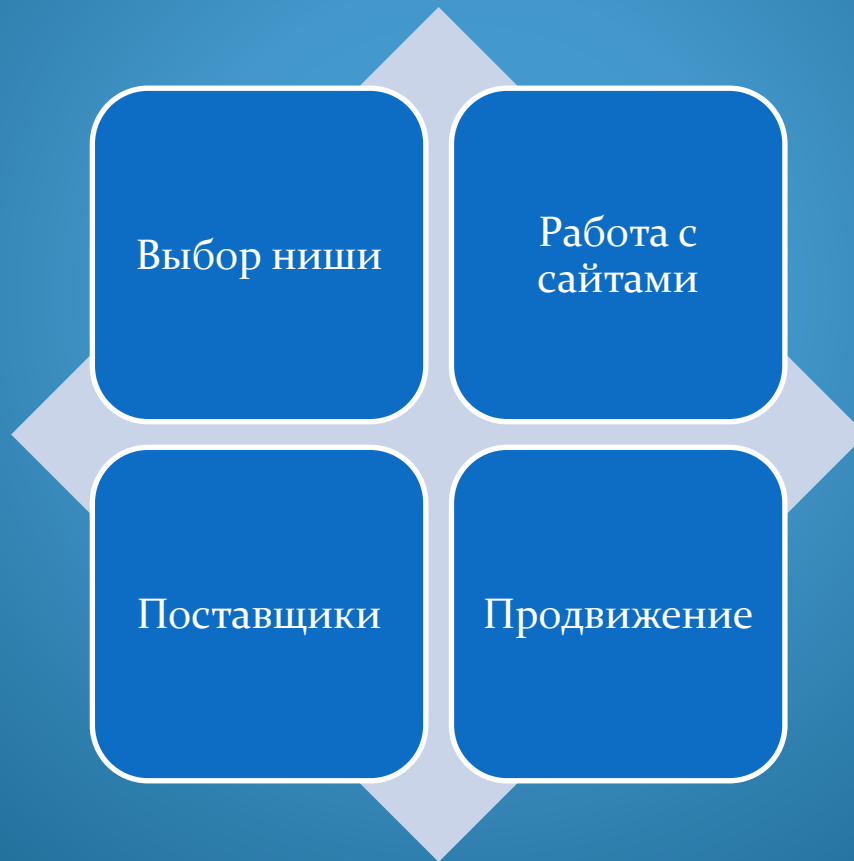 Выбор ниши
Работа с
сайтами
Поставщики
Продвижение